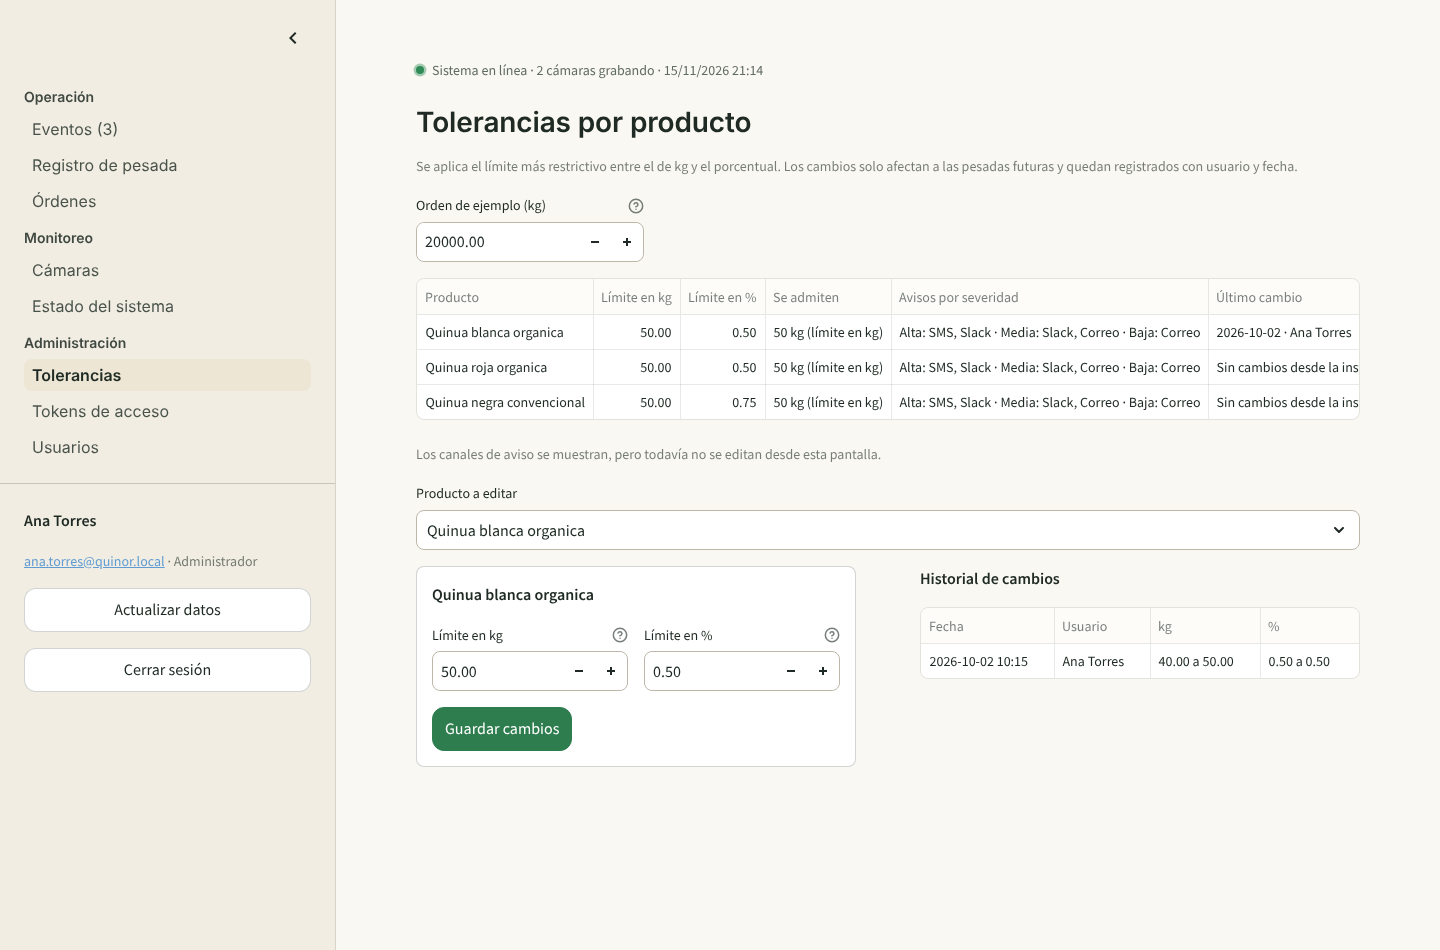 Operación
Eventos (3)
Registro de pesada
Órdenes
Monitoreo
Cámaras
Estado del sistema
Administración
Tolerancias
Tokens de acceso
Usuarios
Ana Torres
ana.torres@quinor.local · Administrador
Actualizar datos
Cerrar sesión
Sistema en línea · 2 cámaras grabando · 15/11/2026 21:14
Tolerancias por producto
Se aplica el límite más restrictivo entre el de kg y el porcentual. Los cambios solo afectan a las pesadas futuras y quedan registrados con usuario y fecha.
Orden de ejemplo (kg)
20000.00
Producto Límite en kg Límite en % Se admiten Avisos por severidad Último cambio
Quinua blanca organica 50.00 0.50 50 kg (límite en kg) Alta: SMS, Slack · Media: Slack, Correo · Baja: Correo 2026-10-02 · Ana Torres
Quinua roja organica 50.00 0.50 50 kg (límite en kg) Alta: SMS, Slack · Media: Slack, Correo · Baja: Correo Sin cambios desde la ins
Quinua negra convencional 50.00 0.75 50 kg (límite en kg) Alta: SMS, Slack · Media: Slack, Correo · Baja: Correo Sin cambios desde la ins
Los canales de aviso se muestran, pero todavía no se editan desde esta pantalla.
Producto a editar
Quinua blanca organica
Quinua blanca organica
Límite en kg Límite en %
50.00 0.50
Guardar cambios
Historial de cambios
Fecha Usuario kg %
2026-10-02 10:15 Ana Torres 40.00 a 50.00 0.50 a 0.50